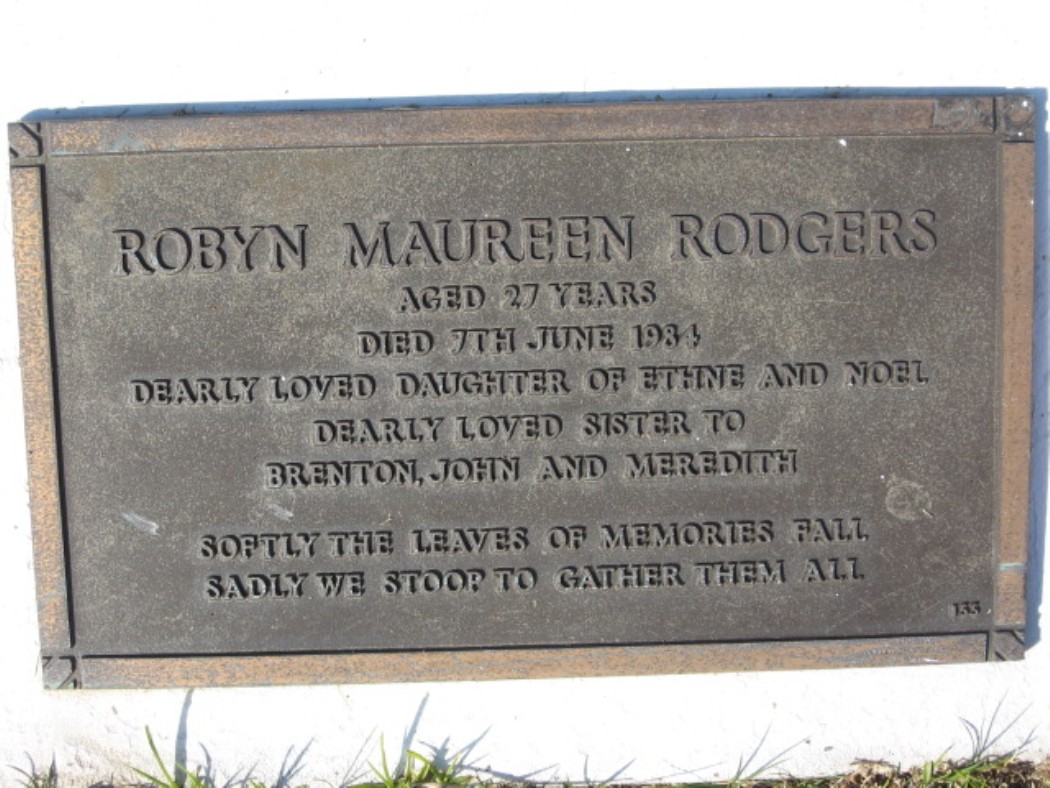 ROBYN MAUREEN RODGERS
AGED 27 YEARS
DIED 7TH JUNE 1984
DEARLY LOVED DAUGHTER OF ETHNE AND NOEL
DEARLY LOVED SISTER TO
BRENTON, JOHN AND MEREDITH
SOFTLY THE LEAVES OF MEMORIES FALL
SADLY WE STOOP TO GATHER THEM ALL
133